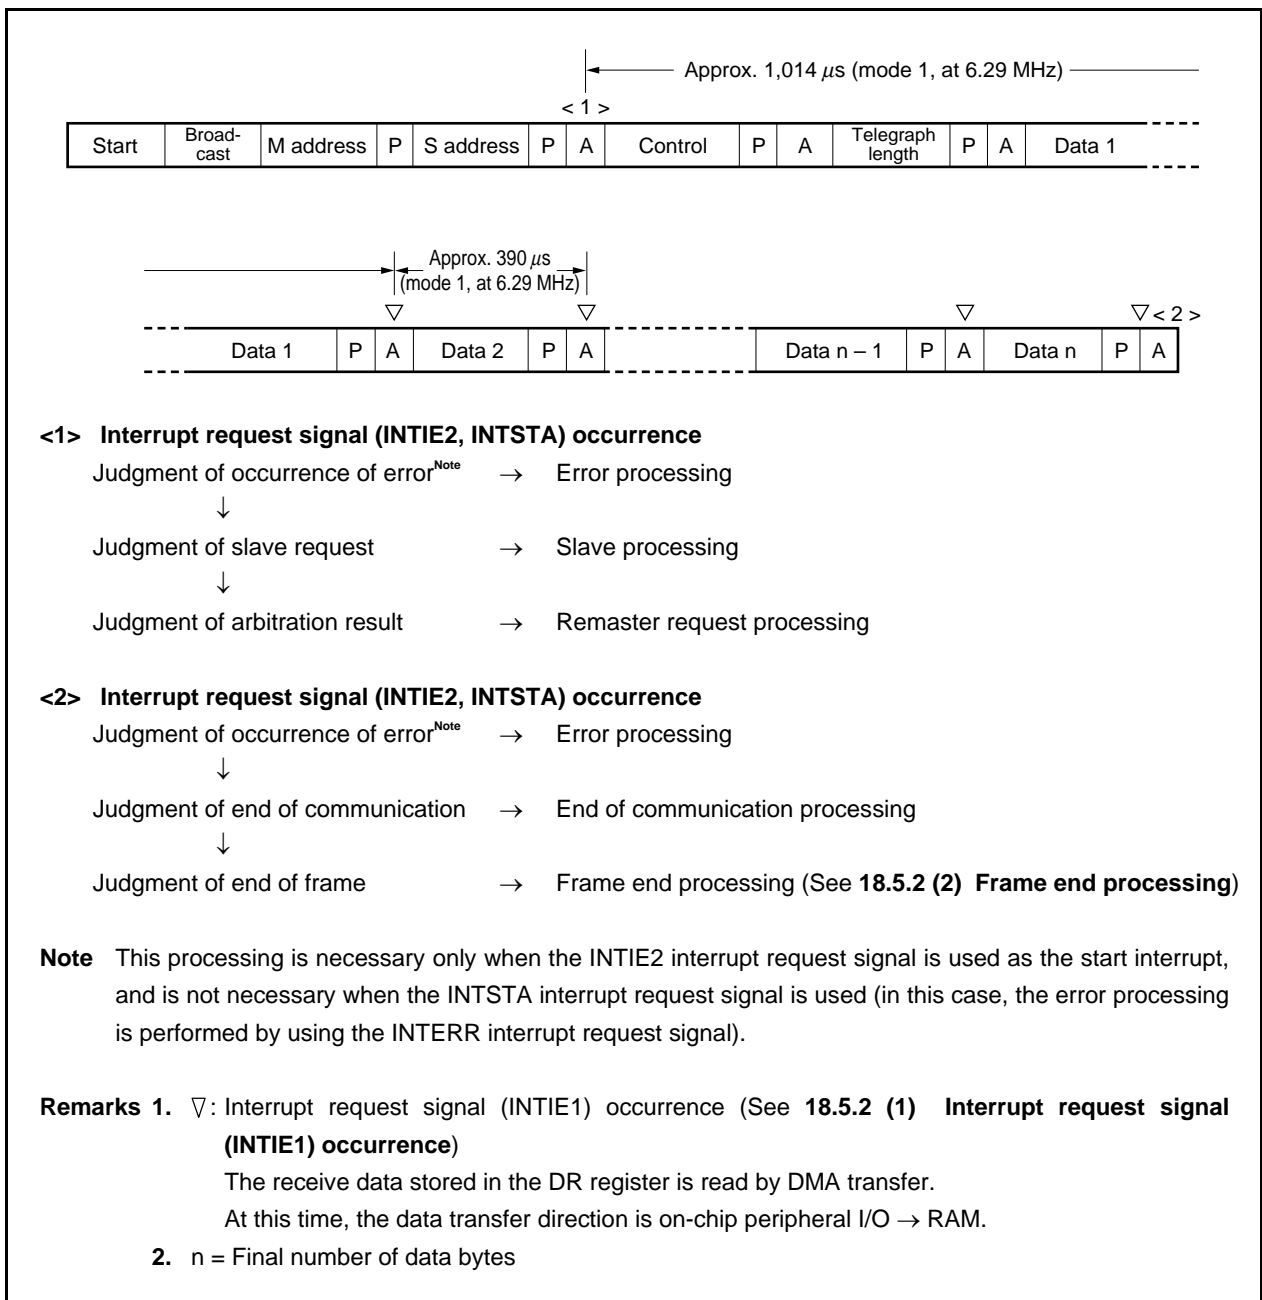 Approx. 1,014 μs (mode 1, at 6.29 MHz)
< 1 >
Start Broad-cast M address P S address P A Control P A Telegraph length P A Data 1
Approx. 390 μs
(mode 1, at 6.29 MHz)
▽ ▽ ▽ ▽ < 2 >
Data 1 P A Data 2 P A Data n – 1 P A Data n P A
<1> Interrupt request signal (INTIE2, INTSTA) occurrence
Judgment of occurrence of errorNote → Error processing
↓
Judgment of slave request → Slave processing
↓
Judgment of arbitration result → Remaster request processing
<2> Interrupt request signal (INTIE2, INTSTA) occurrence
Judgment of occurrence of errorNote → Error processing
↓
Judgment of end of communication → End of communication processing
↓
Judgment of end of frame → Frame end processing (See 18.5.2 (2) Frame end processing)
Note This processing is necessary only when the INTIE2 interrupt request signal is used as the start interrupt,
and is not necessary when the INTSTA interrupt request signal is used (in this case, the error processing
is performed by using the INTERR interrupt request signal).
Remarks 1. ▽: Interrupt request signal (INTIE1) occurrence (See 18.5.2 (1) Interrupt request signal
(INTIE1) occurrence)
The receive data stored in the DR register is read by DMA transfer.
At this time, the data transfer direction is on-chip peripheral I/O → RAM.
2. n = Final number of data bytes